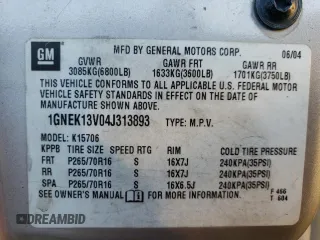 GM
MFD BY GENERAL MOTORS CORP. 06/04
GVWR GAWR FRT GAWR RR
3085KG(6800LB) 1633KG(3600LB) 1701KG(3750LB)
THIS VEHICLE CONFORMS TO ALL APPLICABLE U.S. FEDERAL
MOTOR VEHICLE SAFETY STANDARDS IN EFFECT ON THE DATE
OF MANUFACTURE SHOWN ABOVE.
1GNEK13V04J313893 TYPE: M.P.V.
MODEL: K15706
KPPB TIRE SIZE SPEED RTG RIM COLD TIRE PRESSURE
FRT P265/70R16 S 16X7J 240KPA(35PSI)
RR P265/70R16 S 16X7J 240KPA(35PSI)
SPA P265/70R16 S 16X6.5J 240KPA(35PSI)
SEE OWNER'S MANUAL FOR MORE INFORMATION.
F 466
T 684
autohelperbot.com